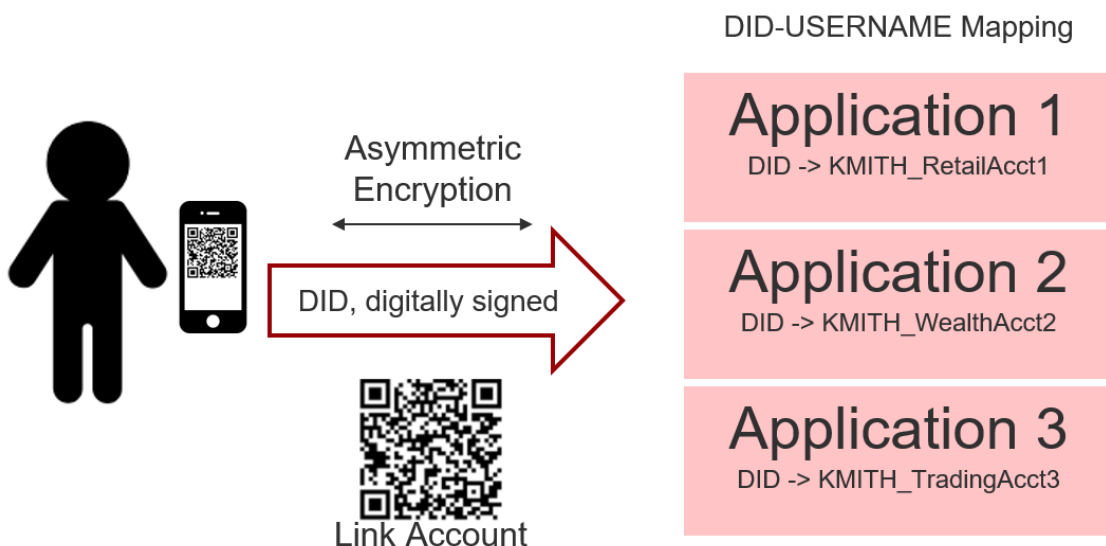 DID-USERNAME Mapping
Application 1
DID -> KMITH_RetailAcct1
Asymmetric
Encryption
DID, digitally signed
Application 2
DID -> KMITH_WealthAcct2
Application 3
DID -> KMITH_TradingAcct3
Link Account